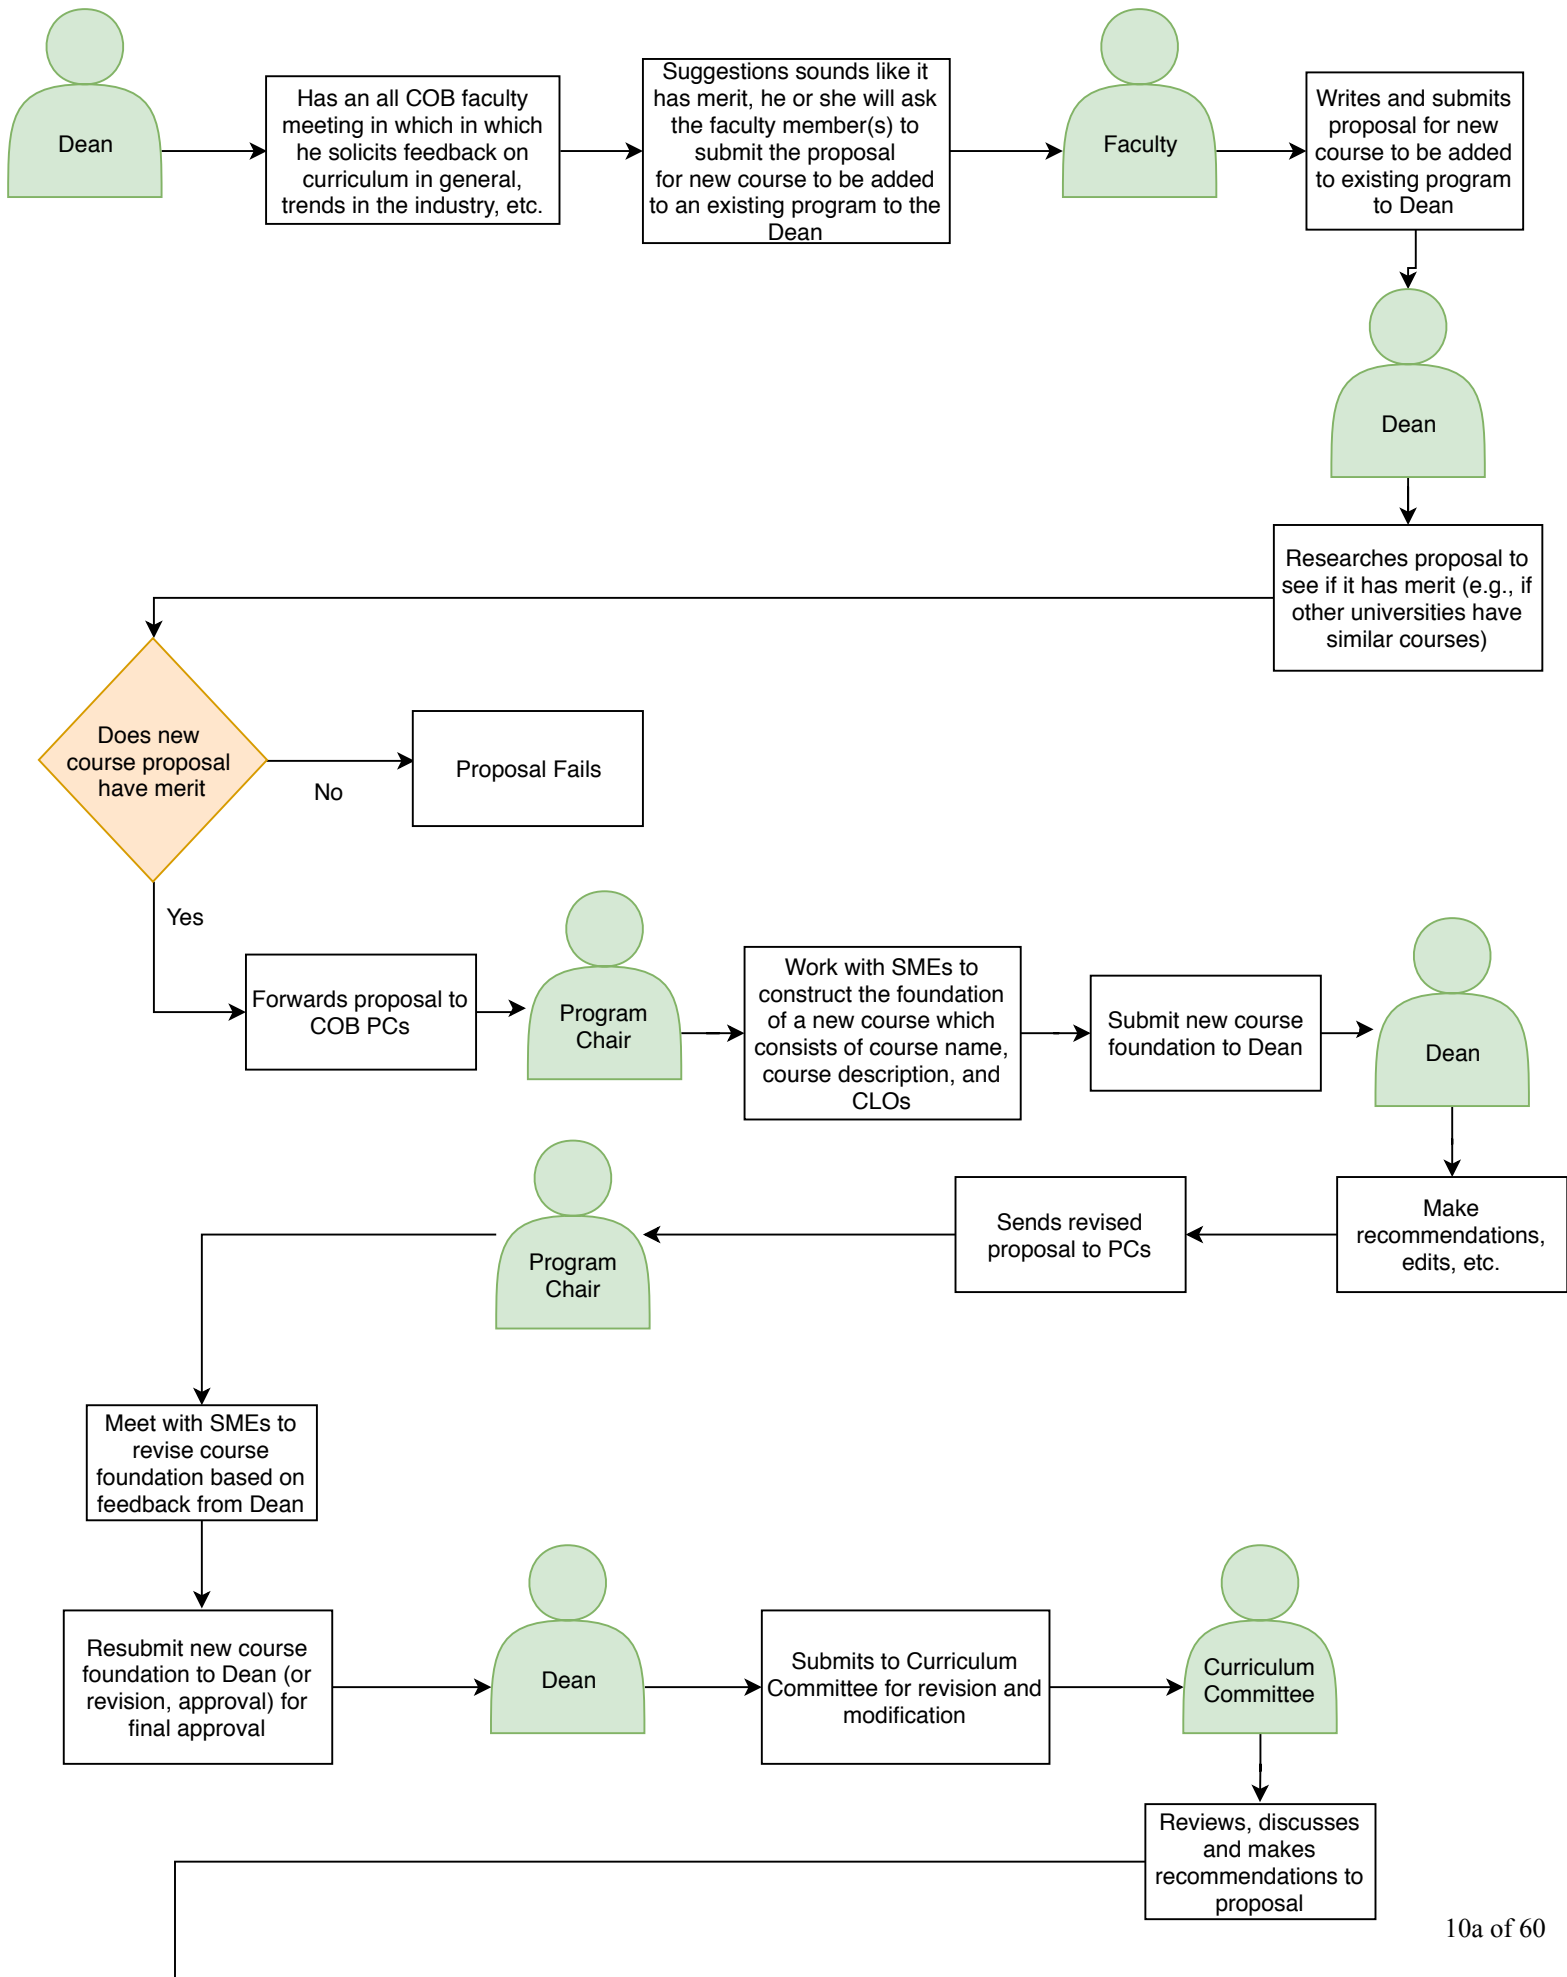 Dean
Has an all COB faculty
meeting in which in which
he solicits feedback on
curriculum in general,
trends in the industry, etc.
Suggestions sounds like it
has merit, he or she will ask
the faculty member(s) to
submit the proposal
for new course to be added
to an existing program to the
Dean
Faculty
Writes and submits
proposal for new
course to be added
to existing program
to Dean
Dean
Researches proposal to
see if it has merit (e.g., if
other universities have
similar courses)
Does new
course proposal
have merit
No
Proposal Fails
Yes
Forwards proposal to
COB PCs
Program
Chair
Work with SMEs to
construct the foundation
of a new course which
consists of course name,
course description, and
CLOs
Submit new course
foundation to Dean
Dean
Make
recommendations,
edits, etc.
Sends revised
proposal to PCs
Program
Chair
Meet with SMEs to
revise course
foundation based on
feedback from Dean
Resubmit new course
foundation to Dean (or
revision, approval) for
final approval
Dean
Submits to Curriculum
Committee for revision and
modification
Curriculum
Committee
Reviews, discusses
and makes
recommendations to
proposal
10a of 60